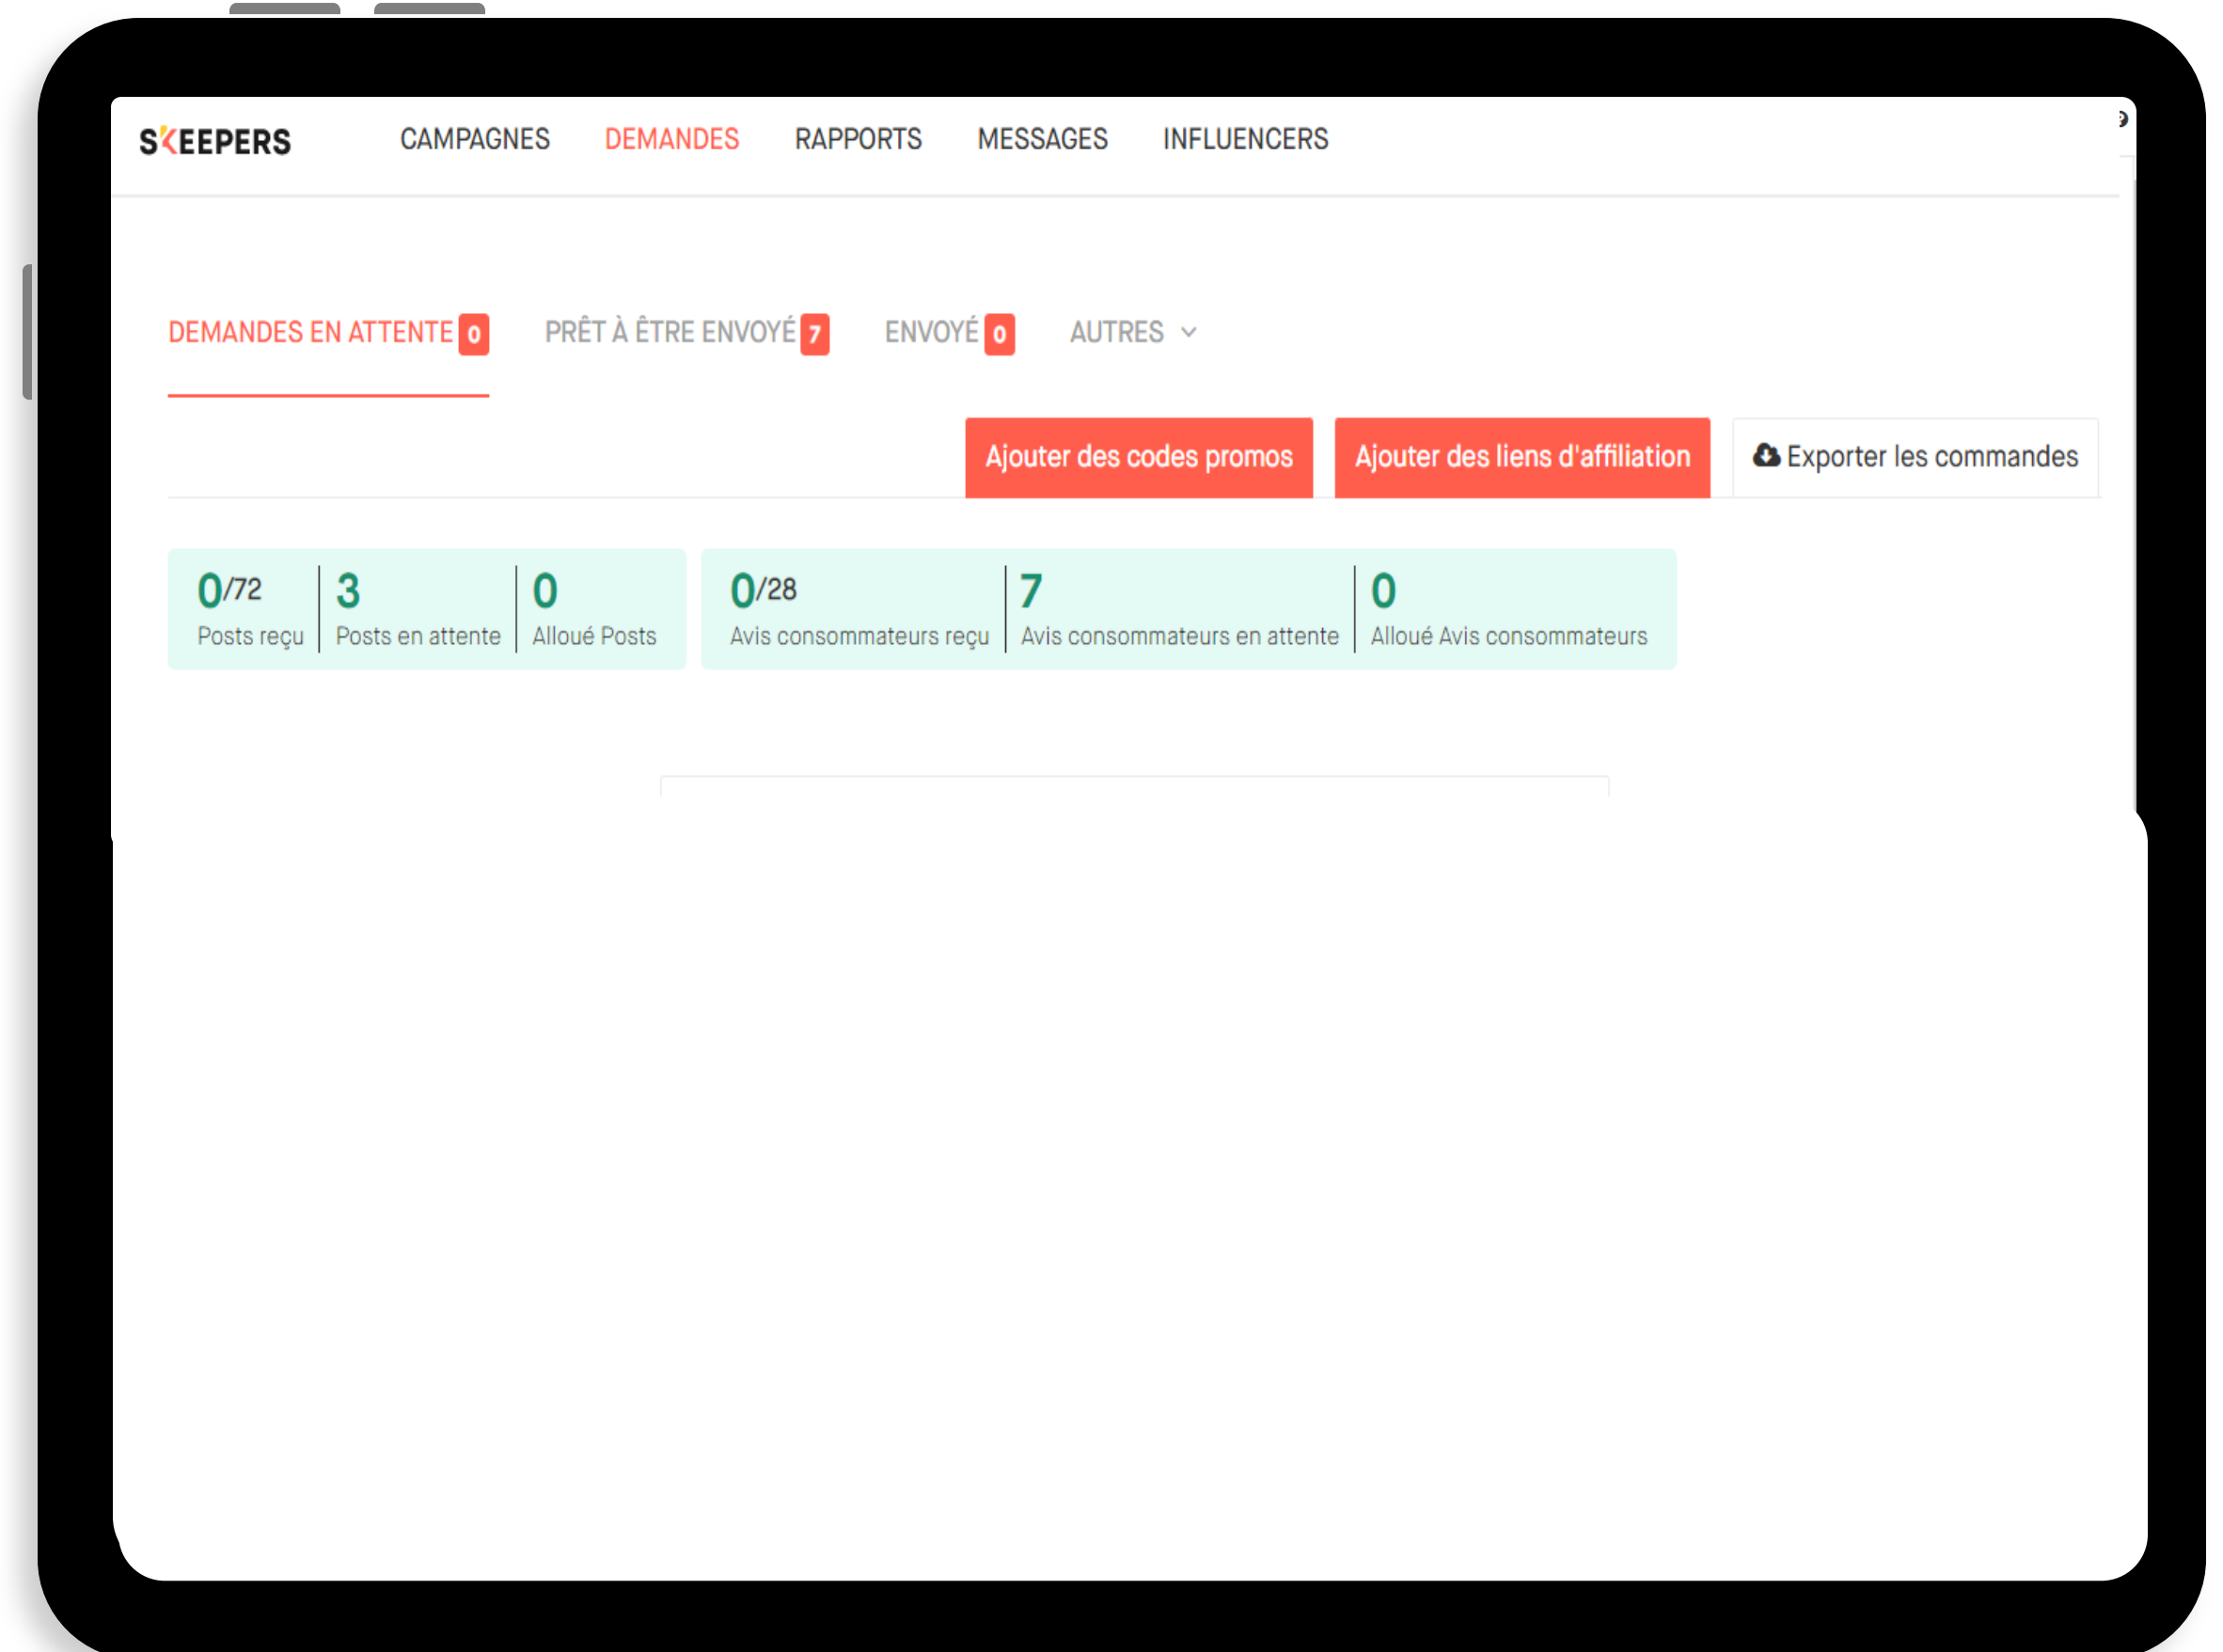 SKEEPERS CAMPAGNES DEMANDES RAPPORTS MESSAGES INFLUENCERS
DEMANDES EN ATTENTE 0 PRÊT À ÊTRE ENVOYÉ 7 ENVOYÉ 0 AUTRES
Ajouter des codes promos Ajouter des liens d'affiliation Exporter les commandes
0/72 3 0 0/28 7 0
Posts reçu Posts en attente Alloué Posts Avis consommateurs reçu Avis consommateurs en attente Alloué Avis consommateurs